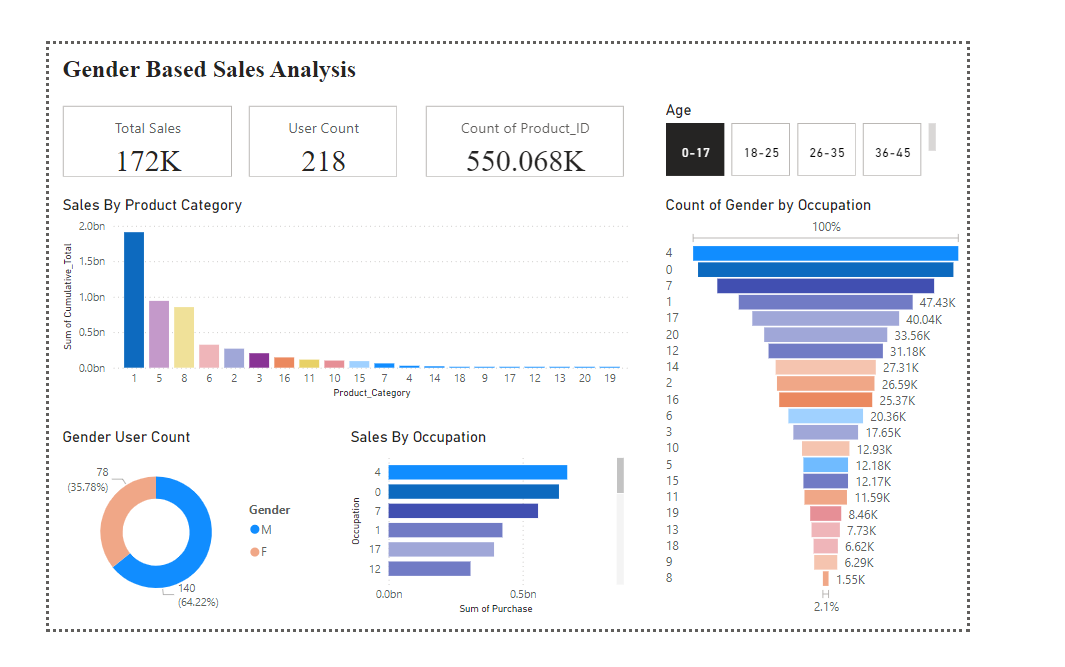 Gender Based Sales Analysis
Total Sales
172K
User Count
218
Count of Product_ID
550.068K
Age
0-17
18-25
26-35
36-45
Sales By Product Category
Sum of Cumulative_Total
2.0bn
1.5bn
1.0bn
0.5bn
0.0bn
1 5 8 6 2 3 16 11 10 15 7 4 14 18 9 17 12 13 20 19
Product_Category
Count of Gender by Occupation
100%
4
0
7
1 47.43K
17 40.04K
20 33.56K
12 31.18K
14 27.31K
2 26.59K
16 25.37K
6 20.36K
3 17.65K
10 12.93K
5 12.18K
15 12.17K
11 11.59K
19 8.46K
13 7.73K
18 6.62K
9 6.29K
8 1.55K
2.1%
Gender User Count
78
(35.78%)
140
(64.22%)
Gender
M
F
Sales By Occupation
Occupation
4
0
7
1
17
12
0.0bn 0.5bn
Sum of Purchase